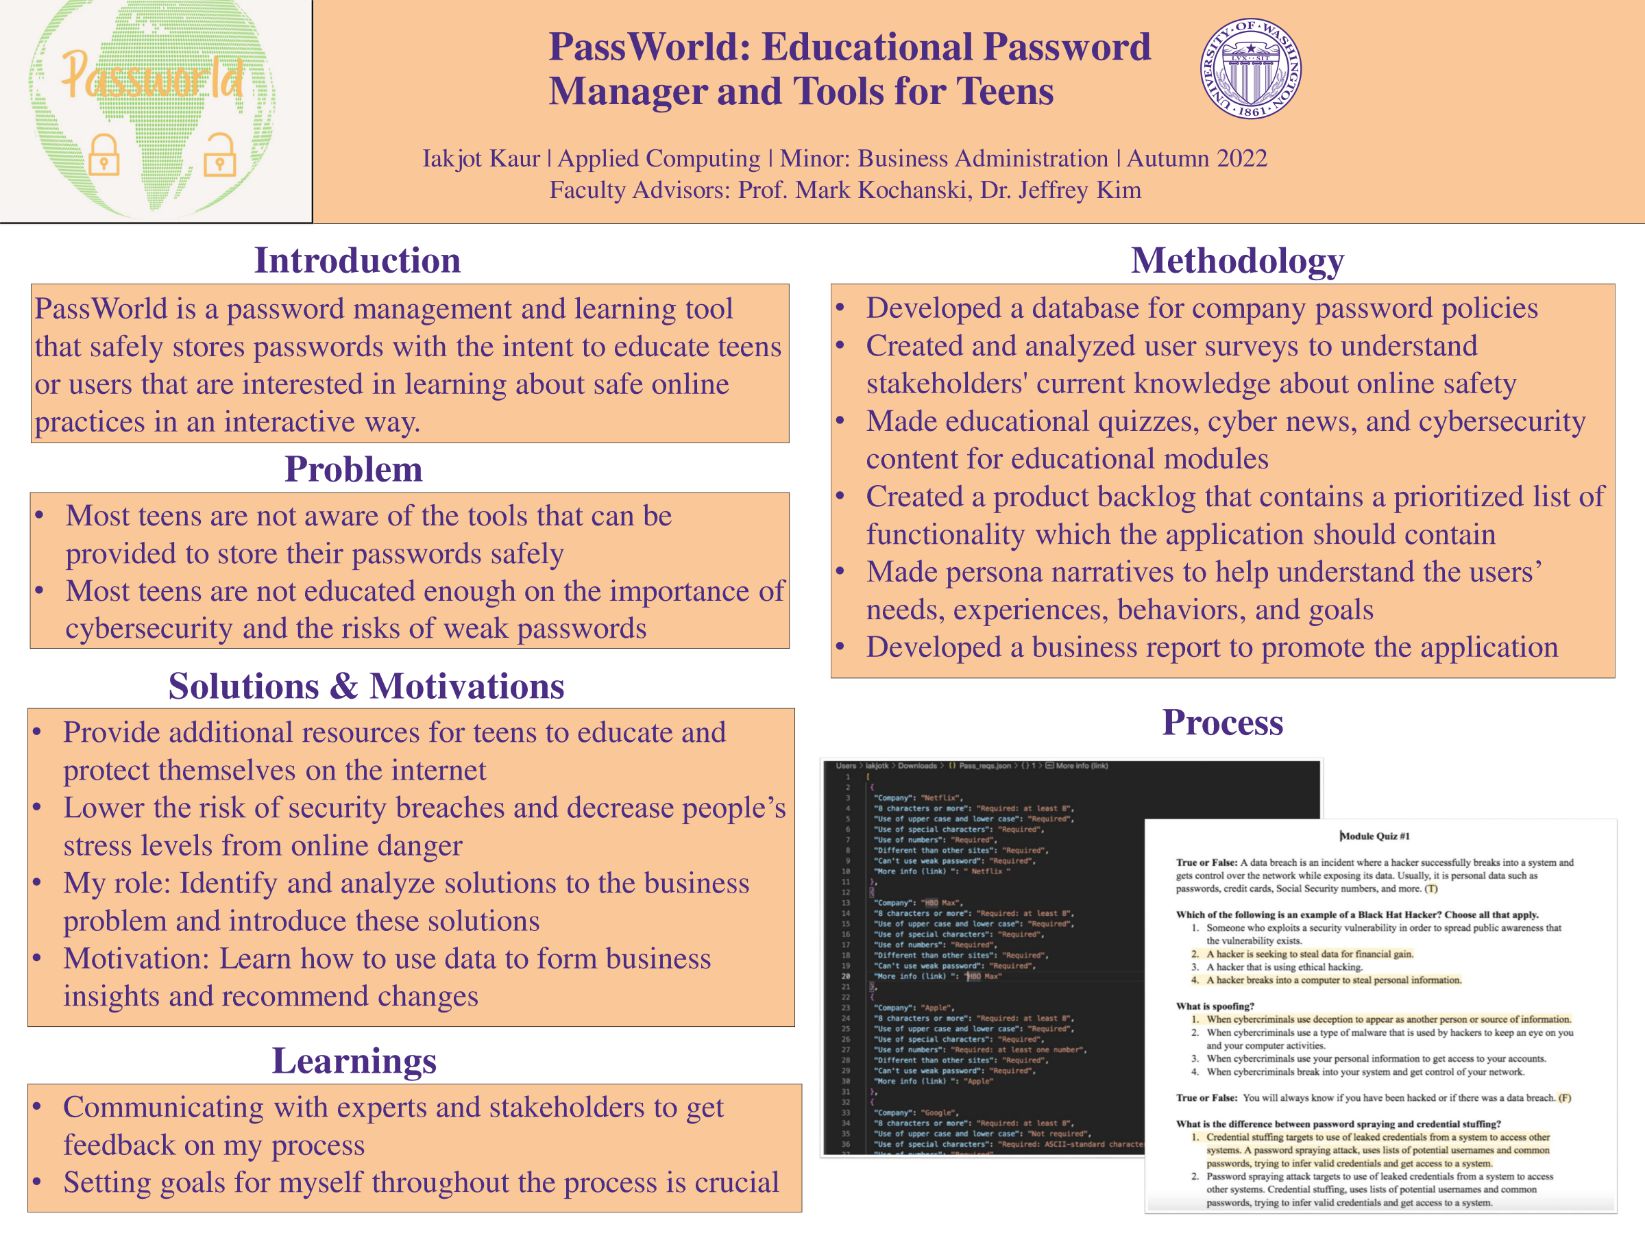 Passworld
PassWorld: Educational Password
Manager and Tools for Teens
UNIVERSITY·OF·WASHINGTON
LVX SIT
·1861·
Iakjot Kaur | Applied Computing | Minor: Business Administration | Autumn 2022
Faculty Advisors: Prof. Mark Kochanski, Dr. Jeffrey Kim
Introduction
PassWorld is a password management and learning tool
that safely stores passwords with the intent to educate teens
or users that are interested in learning about safe online
practices in an interactive way.
Problem
• Most teens are not aware of the tools that can be
provided to store their passwords safely
• Most teens are not educated enough on the importance of
cybersecurity and the risks of weak passwords
Solutions & Motivations
• Provide additional resources for teens to educate and
protect themselves on the internet
• Lower the risk of security breaches and decrease people’s
stress levels from online danger
• My role: Identify and analyze solutions to the business
problem and introduce these solutions
• Motivation: Learn how to use data to form business
insights and recommend changes
Learnings
• Communicating with experts and stakeholders to get
feedback on my process
• Setting goals for myself throughout the process is crucial
Methodology
• Developed a database for company password policies
• Created and analyzed user surveys to understand
stakeholders' current knowledge about online safety
• Made educational quizzes, cyber news, and cybersecurity
content for educational modules
• Created a product backlog that contains a prioritized list of
functionality which the application should contain
• Made persona narratives to help understand the users’
needs, experiences, behaviors, and goals
• Developed a business report to promote the application
Process
Users > lakjotk > Downloads > {} Pass_reqs.json > {} 1 > More info (link)
1 [
2 {
3 "Company": "Netflix",
4 "8 characters or more": "Required: at least 8",
5 "Use of upper case and lower case": "Required",
6 "Use of special characters": "Required",
7 "Use of numbers": "Required",
8 "Different than other sites": "Required",
9 "Can't use weak password": "Required",
10 "More info (link) ": " Netflix "
11 },
12 {
13 "Company": "HBO Max",
14 "8 characters or more": "Required: at least 8",
15 "Use of upper case and lower case": "Required",
16 "Use of special characters": "Required",
17 "Use of numbers": "Required",
18 "Different than other sites": "Required",
19 "Can't use weak password": "Required",
20 "More info (link) ": "HBO Max"
21 },
22 {
23 "Company": "Apple",
24 "8 characters or more": "Required: at least 8",
25 "Use of upper case and lower case": "Required",
26 "Use of special characters": "Required",
27 "Use of numbers": "Required: at least one number",
28 "Different than other sites": "Required",
29 "Can't use weak password": "Required",
30 "More info (link) ": "Apple"
31 },
32 {
33 "Company": "Google",
34 "8 characters or more": "Required: at least 8",
35 "Use of upper case and lower case": "Not required",
36 "Use of special characters": "Required: ASCII-standard characte
37 "Use of numbers": "Required"
Module Quiz #1
True or False: A data breach is an incident where a hacker successfully breaks into a system and
gets control over the network while exposing its data. Usually, it is personal data such as
passwords, credit cards, Social Security numbers, and more. (T)
Which of the following is an example of a Black Hat Hacker? Choose all that apply.
1. Someone who exploits a security vulnerability in order to spread public awareness that
the vulnerability exists.
2. A hacker is seeking to steal data for financial gain.
3. A hacker that is using ethical hacking.
4. A hacker breaks into a computer to steal personal information.
What is spoofing?
1. When cybercriminals use deception to appear as another person or source of information.
2. When cybercriminals use a type of malware that is used by hackers to keep an eye on you
and your computer activities.
3. When cybercriminals use your personal information to get access to your accounts.
4. When cybercriminals break into your system and get control of your network.
True or False: You will always know if you have been hacked or if there was a data breach. (F)
What is the difference between password spraying and credential stuffing?
1. Credential stuffing targets to use of leaked credentials from a system to access other
systems. A password spraying attack, uses lists of potential usernames and common
passwords, trying to infer valid credentials and get access to a system.
2. Password spraying attack targets to use of leaked credentials from a system to access
other systems. Credential stuffing, uses lists of potential usernames and common
passwords, trying to infer valid credentials and get access to a system.